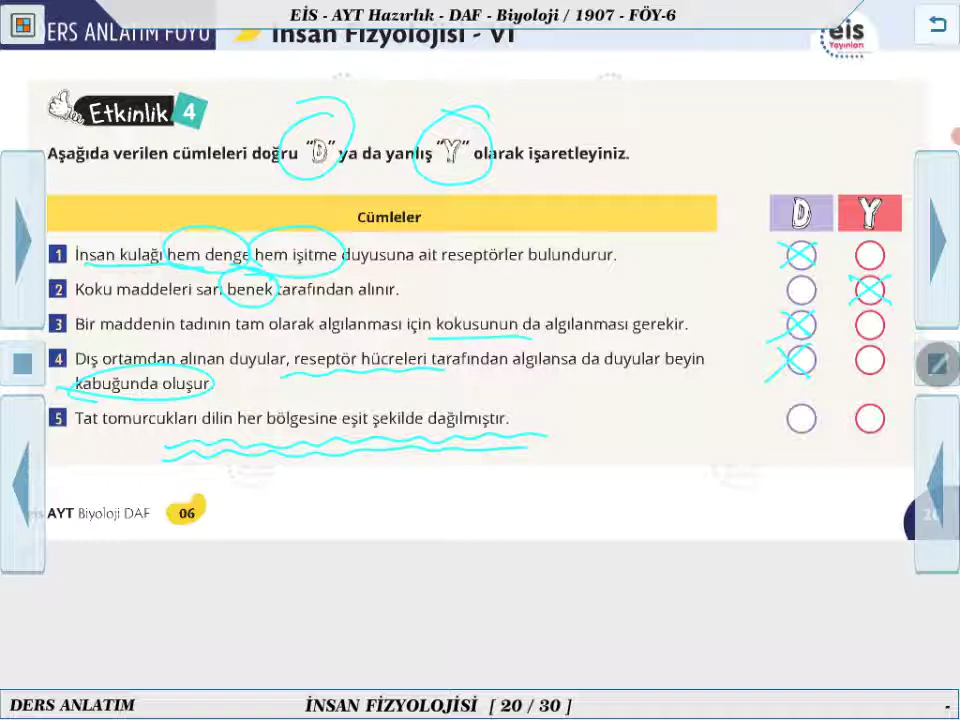 EİS - AYT Hazırlık - DAF - Biyoloji / 1907 - FÖY-6
DERS ANLATIM FÖYÜ
İnsan Fizyolojisi - VI
eis
Yayınları
Etkinlik 4
Aşağıda verilen cümleleri doğru "D" ya da yanlış "Y" olarak işaretleyiniz.
Cümleler D Y
1 İnsan kulağı hem denge hem işitme duyusuna ait reseptörler bulundurur.
2 Koku maddeleri sarı benek tarafından alınır.
3 Bir maddenin tadının tam olarak algılanması için kokusunun da algılanması gerekir.
4 Dış ortamdan alınan duyular, reseptör hücreleri tarafından algılansa da duyular beyin
kabuğunda oluşur.
5 Tat tomurcukları dilin her bölgesine eşit şekilde dağılmıştır.
eis AYT Biyoloji DAF 06
DERS ANLATIM İNSAN FİZYOLOJİSİ [ 20 / 30 ] -